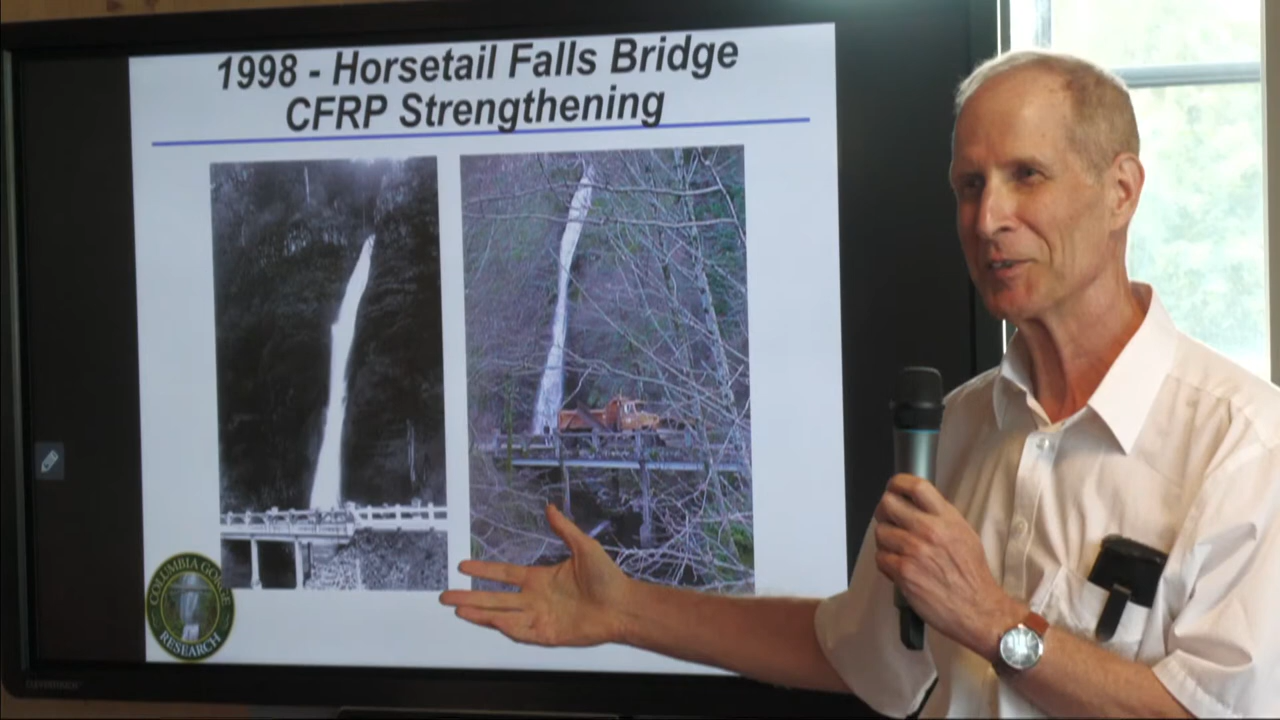 1998 - Horsetail Falls Bridge
CFRP Strengthening
COLUMBIA GORGE
RESEARCH